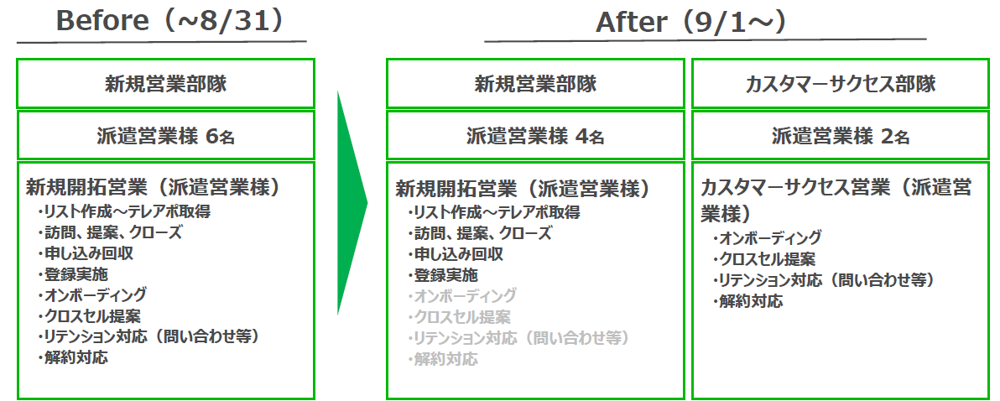 Before（~8/31）
新規営業部隊
派遣営業様 6名
新規開拓営業（派遣営業様）
・リスト作成～テレアポ取得
・訪問、提案、クローズ
・申し込み回収
・登録実施
・オンボーディング
・クロスセル提案
・リテンション対応（問い合わせ等）
・解約対応
After（9/1～）
新規営業部隊
派遣営業様 4名
新規開拓営業（派遣営業様）
・リスト作成～テレアポ取得
・訪問、提案、クローズ
・申し込み回収
・登録実施
・オンボーディング
・クロスセル提案
・リテンション対応（問い合わせ等）
・解約対応
カスタマーサクセス部隊
派遣営業様 2名
カスタマーサクセス営業（派遣営
業様）
・オンボーディング
・クロスセル提案
・リテンション対応（問い合わせ等）
・解約対応